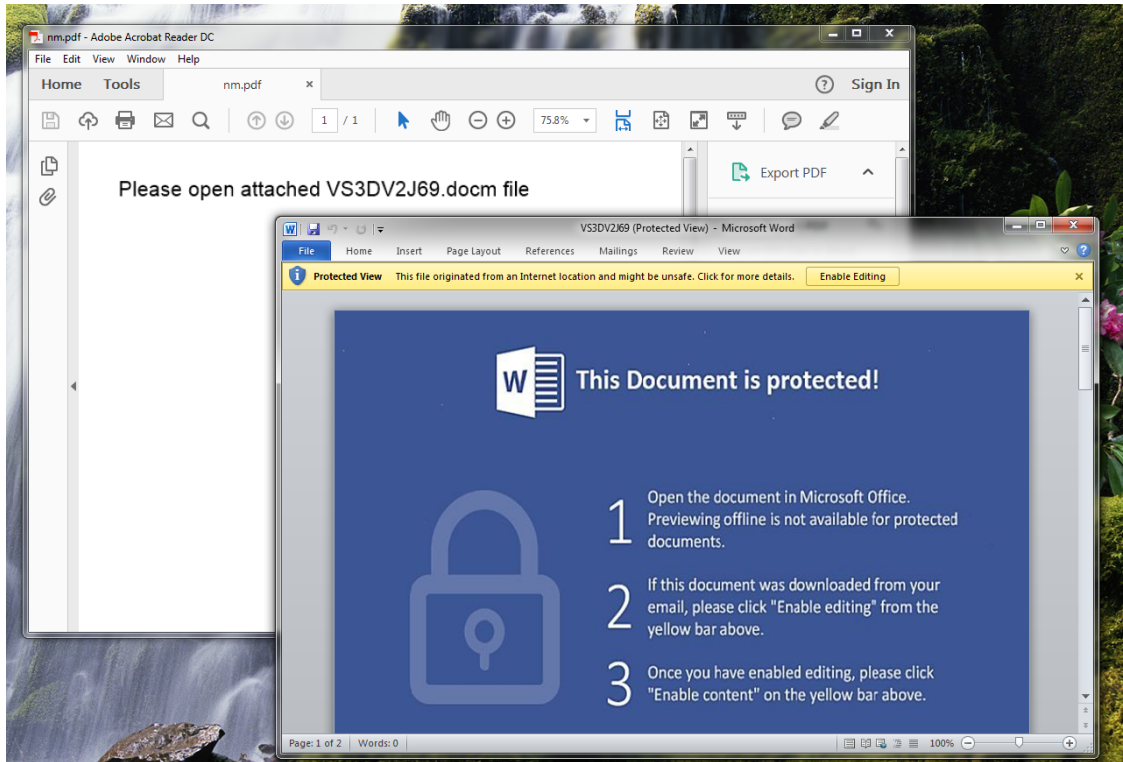 nm.pdf - Adobe Acrobat Reader DC
File Edit View Window Help
Home Tools nm.pdf × ? Sign In
1 / 1 75.8%
Export PDF
Please open attached VS3DV2J69.docm file
W VS3DV2J69 (Protected View) - Microsoft Word
File Home Insert Page Layout References Mailings Review View
Protected View This file originated from an Internet location and might be unsafe. Click for more details. Enable Editing
W This Document is protected!
1 Open the document in Microsoft Office.
Previewing offline is not available for protected
documents.
2 If this document was downloaded from your
email, please click "Enable editing" from the
yellow bar above.
3 Once you have enabled editing, please click
"Enable content" on the yellow bar above.
Page: 1 of 2 Words: 0 100%